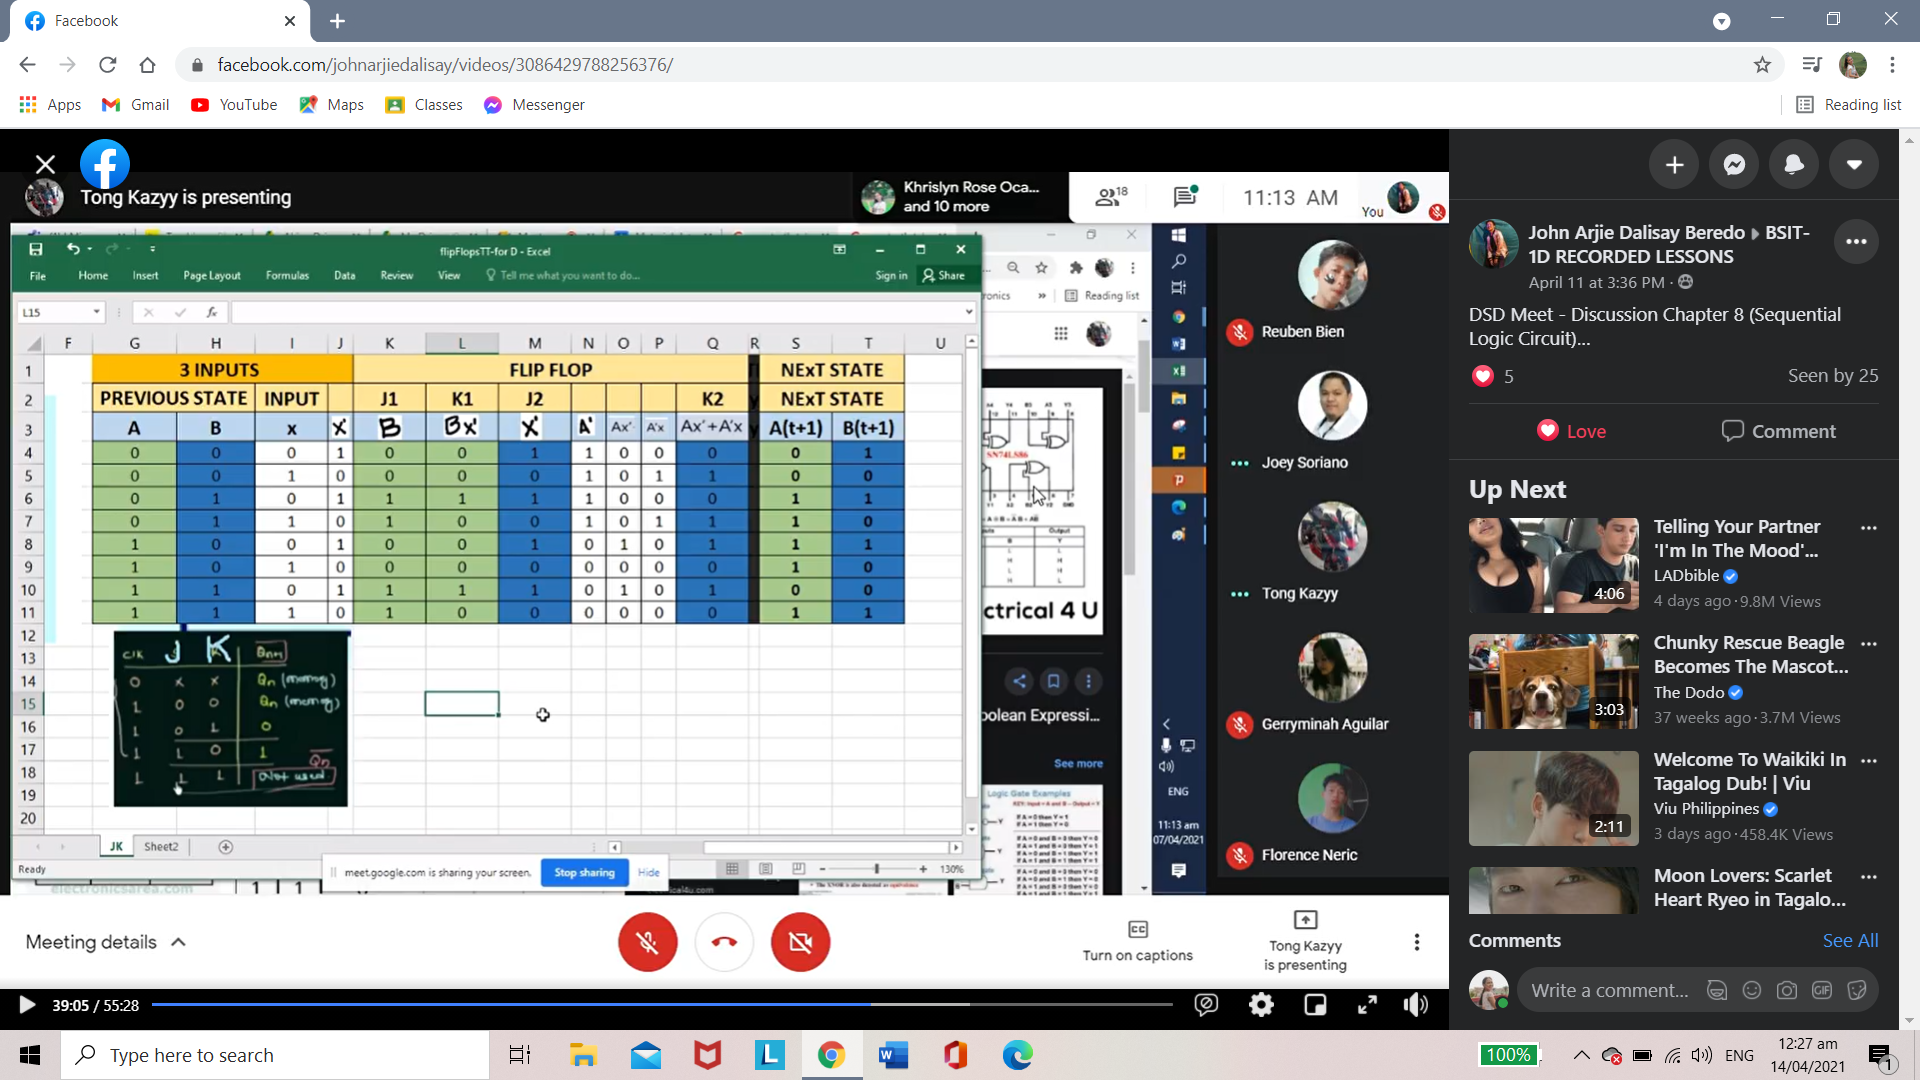 Facebook
facebook.com/johnarjiedalisay/videos/3086429788256376/
Apps Gmail YouTube Maps Classes Messenger Reading list
Tong Kazyy is presenting
Khrislyn Rose Oca...
and 10 more
18
11:13 AM
You
flipFlopsTT-for D - Excel
File Home Insert Page Layout Formulas Data Review View Tell me what you want to do... Sign in Share
L15
fx
F G H I J K L M N O P Q R S T U
1 3 INPUTS FLIP FLOP NExT STATE
2 PREVIOUS STATE INPUT J1 K1 J2 K2 NExT STATE
3 A B x X' B Bx' X' A' Ax' A'x Ax'+A'x A(t+1) B(t+1)
4 0 0 0 1 0 0 1 1 0 0 0 0 1
5 0 0 1 0 0 0 0 1 0 1 1 0 0
6 0 1 0 1 1 1 1 1 0 0 0 1 1
7 0 1 1 0 1 0 0 1 0 1 1 1 0
8 1 0 0 1 0 0 1 0 1 0 1 1 1
9 1 0 1 0 0 0 0 0 0 0 0 1 0
10 1 1 0 1 1 1 1 0 1 0 1 0 0
11 1 1 1 0 1 0 0 0 0 0 0 1 1
12
13
14
15
16
17
18
19
20
clk J K Qn+1
0 x x Qn (memory)
1 0 0 Qn (memory)
1 0 1 0
1 1 0 1
Qn
1 1 1 Not used
JK Sheet2
Ready
130%
meet.google.com is sharing your screen. Stop sharing Hide
electronicsarea.com
Reading list
SN74LS86
ctrical 4 U
oolean Expressi...
See more
Logic Gate Examples
ENG
11:13 am
07/04/2021
Reuben Bien
Joey Soriano
Tong Kazyy
Gerryminah Aguilar
Florence Neric
Meeting details
Turn on captions
Tong Kazyy
is presenting
39:05 / 55:28
John Arjie Dalisay Beredo BSIT-
1D RECORDED LESSONS
April 11 at 3:36 PM ·
DSD Meet - Discussion Chapter 8 (Sequential
Logic Circuit)...
5
Seen by 25
Love
Comment
Up Next
Telling Your Partner
'I'm In The Mood'...
LADbible
4 days ago · 9.8M Views
4:06
Chunky Rescue Beagle
Becomes The Mascot...
The Dodo
37 weeks ago · 3.7M Views
3:03
Welcome To Waikiki In
Tagalog Dub! | Viu
Viu Philippines
3 days ago · 458.4K Views
2:11
Moon Lovers: Scarlet
Heart Ryeo in Tagalo...
Comments
See All
Write a comment...
GIF
Type here to search
100%
ENG
12:27 am
14/04/2021
1